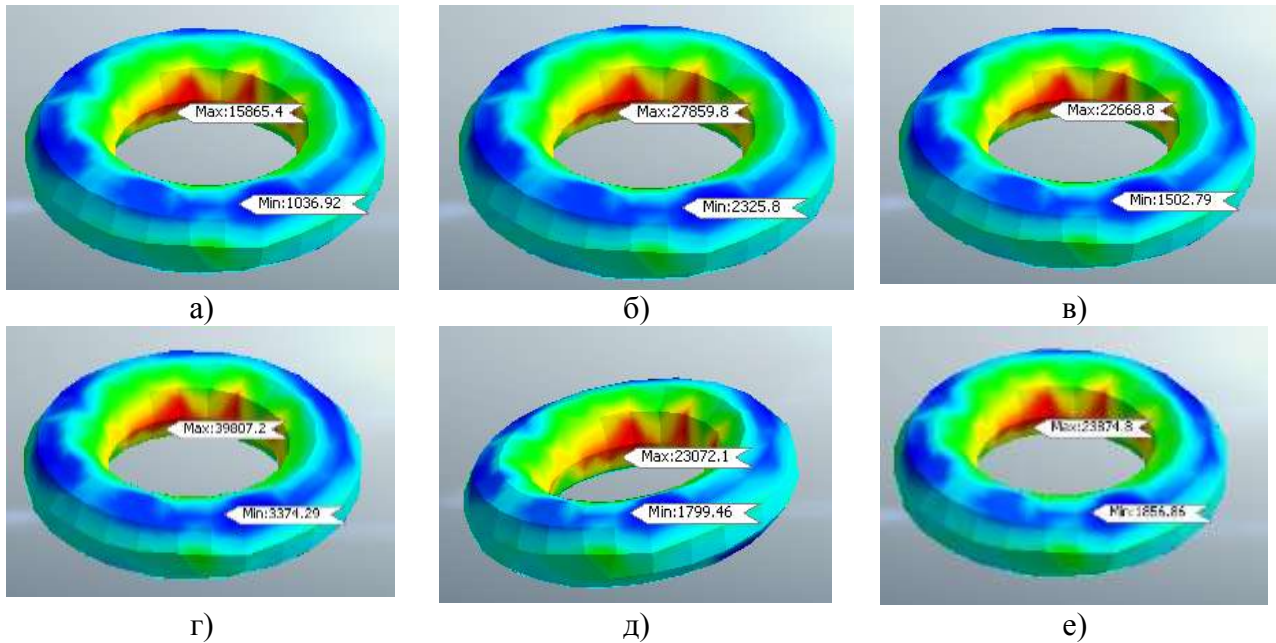 Max:15865.4
Min:1036.92
а)
Max:27859.8
Min:2325.8
б)
Max:22668.8
Min:1502.79
в)
Max:39807.2
Min:3374.29
г)
Max:23072.1
Min:1799.46
д)
Max:23874.8
Min:1856.86
е)